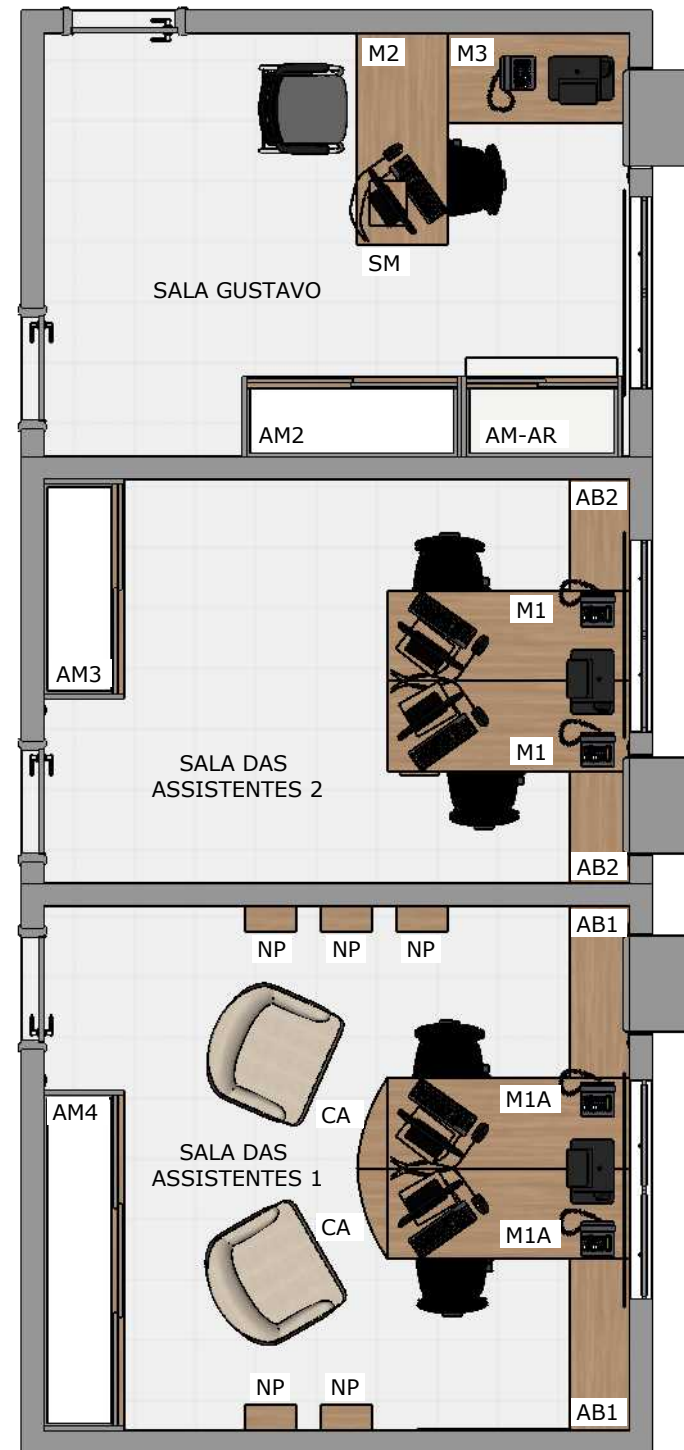 M2
M3
SM
SALA GUSTAVO
AM2
AM-AR
AB2
M1
AM3
M1
SALA DAS
ASSISTENTES 2
AB2
AB1
NP
NP
NP
M1A
AM4
CA
SALA DAS
ASSISTENTES 1
CA
M1A
NP
NP
AB1